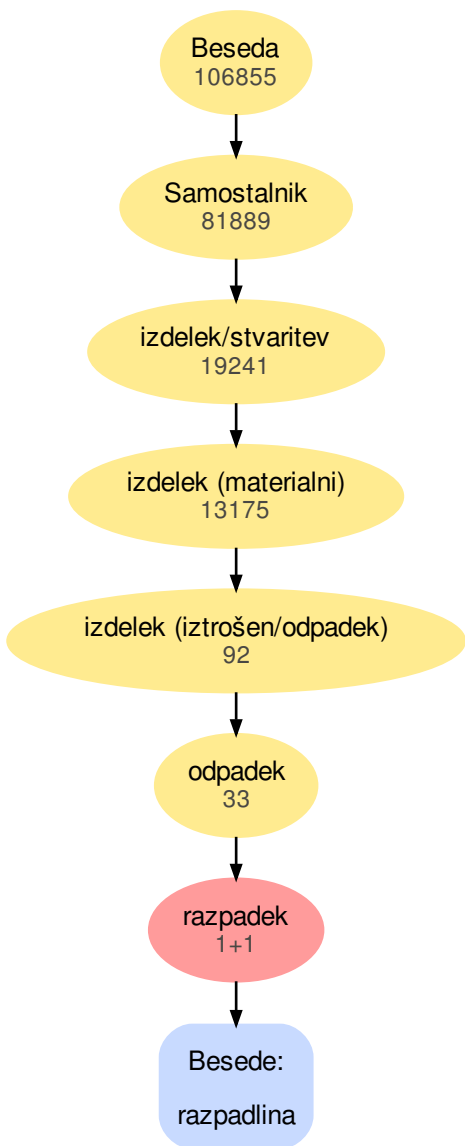 Beseda
106855
Samostalnik
81889
izdelek/stvaritev
19241
izdelek (materialni)
13175
izdelek (iztrošen/odpadek)
92
odpadek
33
razpadek
1+1
Besede:
razpadlina